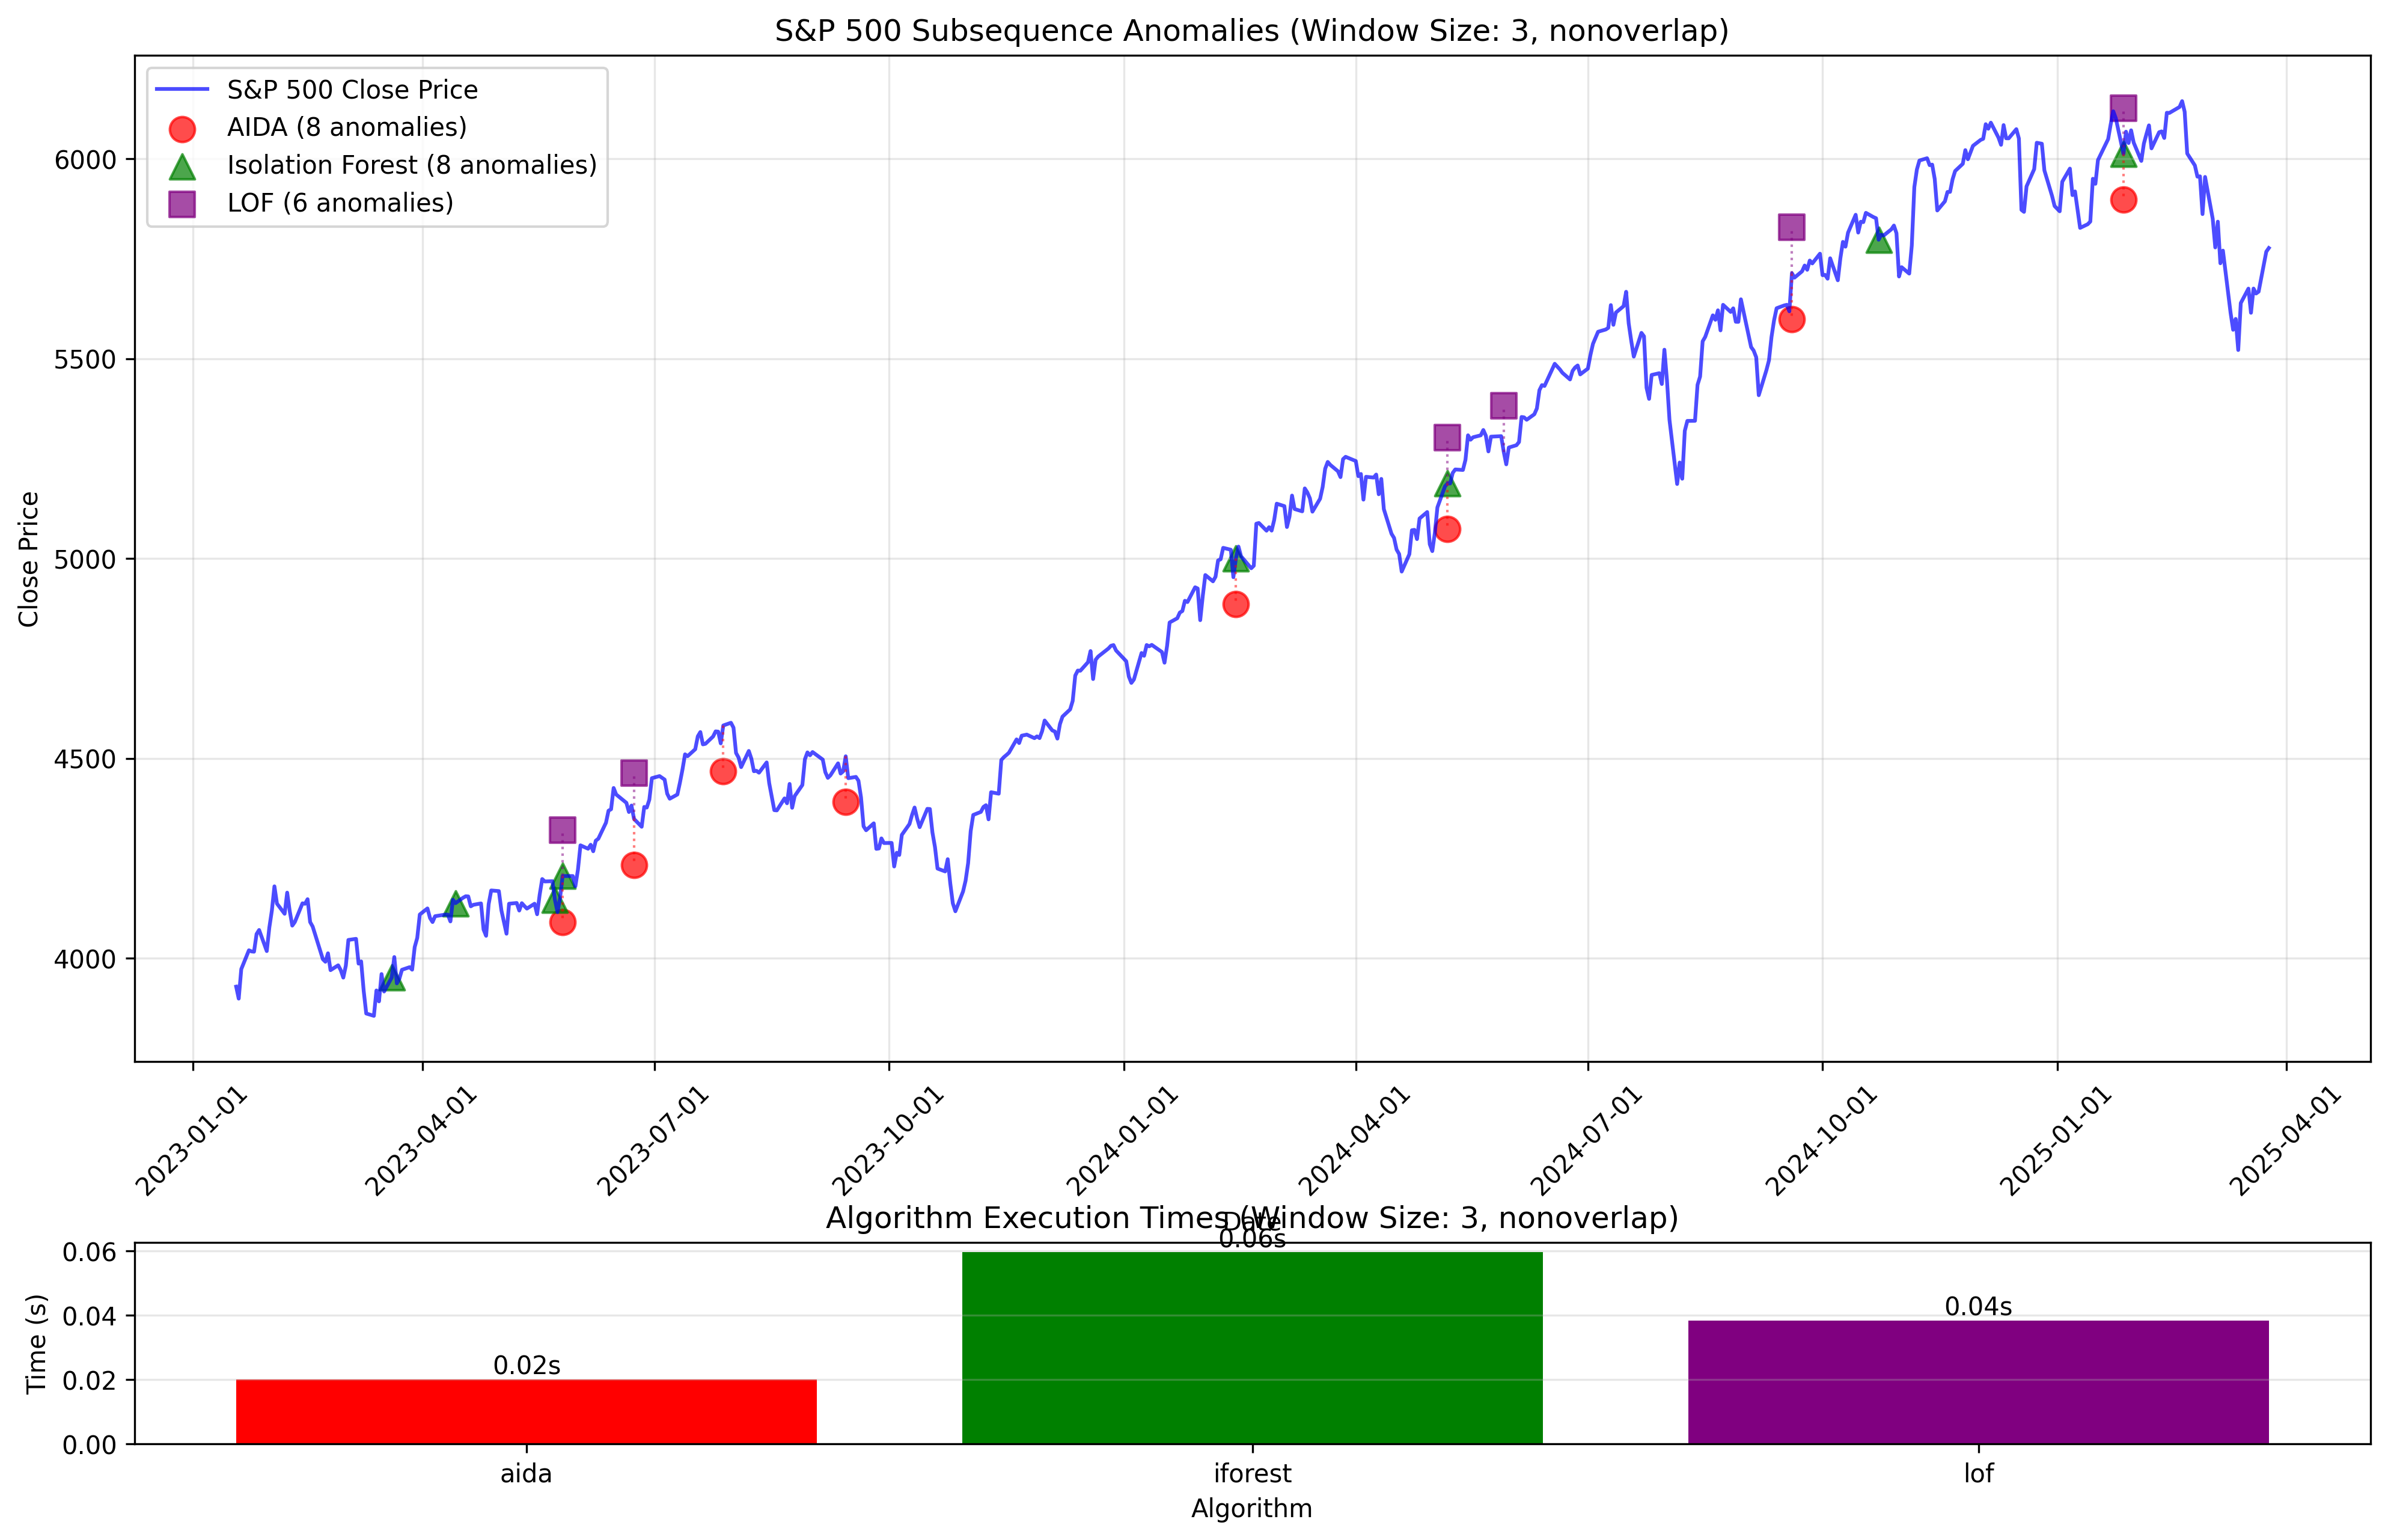 S&P 500 Subsequence Anomalies (Window Size: 3, nonoverlap)
S&P 500 Close Price
AIDA (8 anomalies)
Isolation Forest (8 anomalies)
LOF (6 anomalies)
Close Price
6000
5500
5000
4500
4000
2023-01-01
2023-04-01
2023-07-01
2023-10-01
2024-01-01
2024-04-01
2024-07-01
2024-10-01
2025-01-01
2025-04-01
Date
Algorithm Execution Times (Window Size: 3, nonoverlap)
Time (s)
0.06
0.04
0.02
0.00
0.02s
0.06s
0.04s
aida
iforest
lof
Algorithm